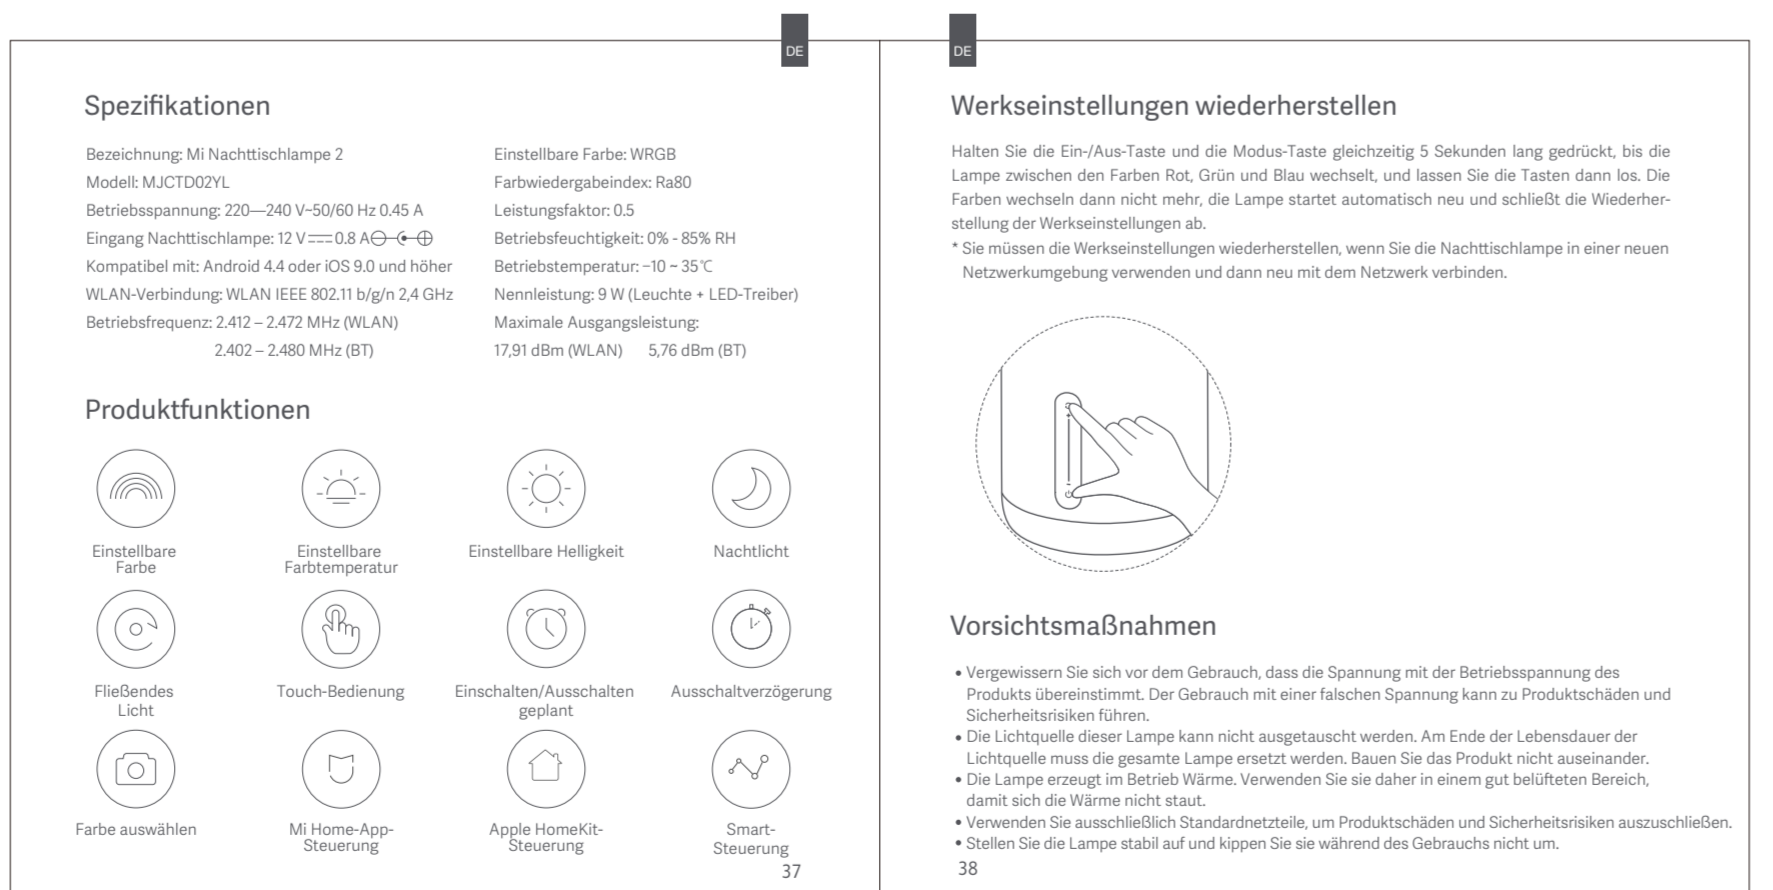 DE
Spezifikationen
Bezeichnung: Mi Nachttischlampe 2
Modell: MJCTD02YL
Betriebsspannung: 220—240 V~50/60 Hz 0.45 A
Eingang Nachttischlampe: 12 V⎓0.8 A
Kompatibel mit: Android 4.4 oder iOS 9.0 und höher
WLAN-Verbindung: WLAN IEEE 802.11 b/g/n 2,4 GHz
Betriebsfrequenz: 2.412 – 2.472 MHz (WLAN)
2.402 – 2.480 MHz (BT)
Einstellbare Farbe: WRGB
Farbwiedergabeindex: Ra80
Leistungsfaktor: 0.5
Betriebsfeuchtigkeit: 0% - 85% RH
Betriebstemperatur: −10 ~ 35℃
Nennleistung: 9 W (Leuchte + LED-Treiber)
Maximale Ausgangsleistung:
17,91 dBm (WLAN) 5,76 dBm (BT)
Produktfunktionen
Einstellbare
Farbe
Einstellbare
Farbtemperatur
Einstellbare Helligkeit
Nachtlicht
Fließendes
Licht
Touch-Bedienung
Einschalten/Ausschalten
geplant
Ausschaltverzögerung
Farbe auswählen
Mi Home-App-
Steuerung
Apple HomeKit-
Steuerung
Smart-
Steuerung
37
DE
Werkseinstellungen wiederherstellen
Halten Sie die Ein-/Aus-Taste und die Modus-Taste gleichzeitig 5 Sekunden lang gedrückt, bis die
Lampe zwischen den Farben Rot, Grün und Blau wechselt, und lassen Sie die Tasten dann los. Die
Farben wechseln dann nicht mehr, die Lampe startet automatisch neu und schließt die Wiederher-
stellung der Werkseinstellungen ab.
* Sie müssen die Werkseinstellungen wiederherstellen, wenn Sie die Nachttischlampe in einer neuen
Netzwerkumgebung verwenden und dann neu mit dem Netzwerk verbinden.
Vorsichtsmaßnahmen
• Vergewissern Sie sich vor dem Gebrauch, dass die Spannung mit der Betriebsspannung des
Produkts übereinstimmt. Der Gebrauch mit einer falschen Spannung kann zu Produktschäden und
Sicherheitsrisiken führen.
• Die Lichtquelle dieser Lampe kann nicht ausgetauscht werden. Am Ende der Lebensdauer der
Lichtquelle muss die gesamte Lampe ersetzt werden. Bauen Sie das Produkt nicht auseinander.
• Die Lampe erzeugt im Betrieb Wärme. Verwenden Sie sie daher in einem gut belüfteten Bereich,
damit sich die Wärme nicht staut.
• Verwenden Sie ausschließlich Standardnetzteile, um Produktschäden und Sicherheitsrisiken auszuschließen.
• Stellen Sie die Lampe stabil auf und kippen Sie sie während des Gebrauchs nicht um.
38